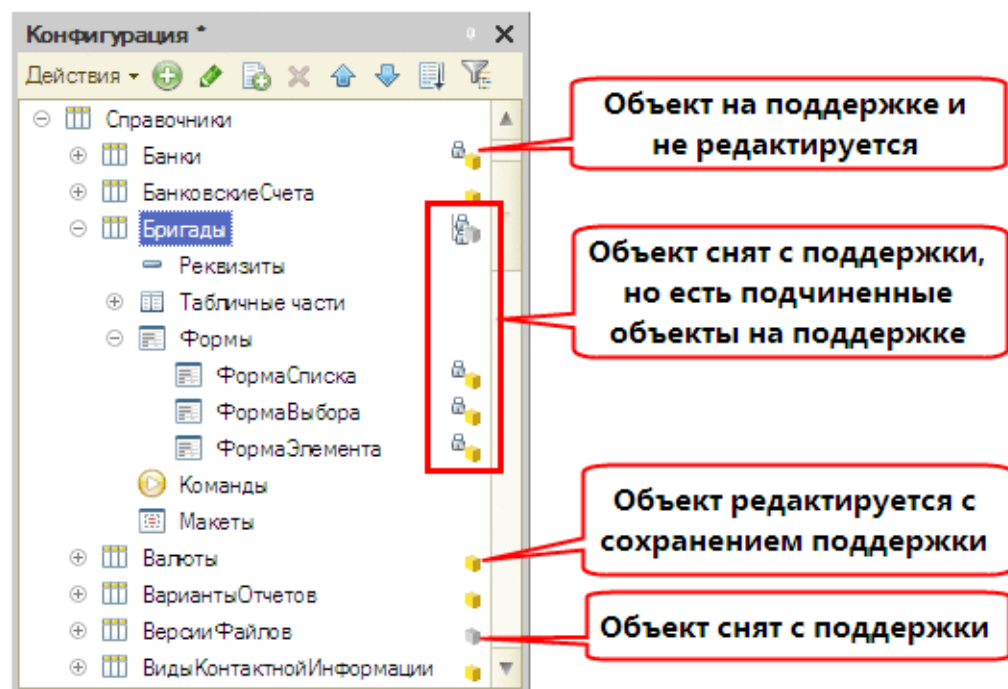 Конфигурация *
Действия
Справочники
Банки
БанковскиеСчета
Бригады
Реквизиты
Табличные части
Формы
ФормаСписка
ФормаВыбора
ФормаЭлемента
Команды
Макеты
Валюты
ВариантыОтчетов
ВерсииФайлов
ВидыКонтактнойИнформации
Объект на поддержке и
не редактируется
Объект снят с поддержки,
но есть подчиненные
объекты на поддержке
Объект редактируется с
сохранением поддержки
Объект снят с поддержки